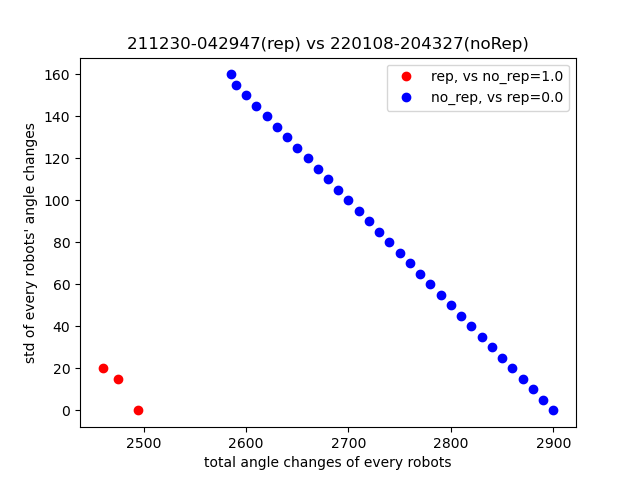 211230-042947(rep) vs 220108-204327(noRep)
rep, vs no_rep=1.0
no_rep, vs rep=0.0
160
140
120
100
80
60
40
20
0
std of every robots' angle changes
2500 2600 2700 2800 2900
total angle changes of every robots